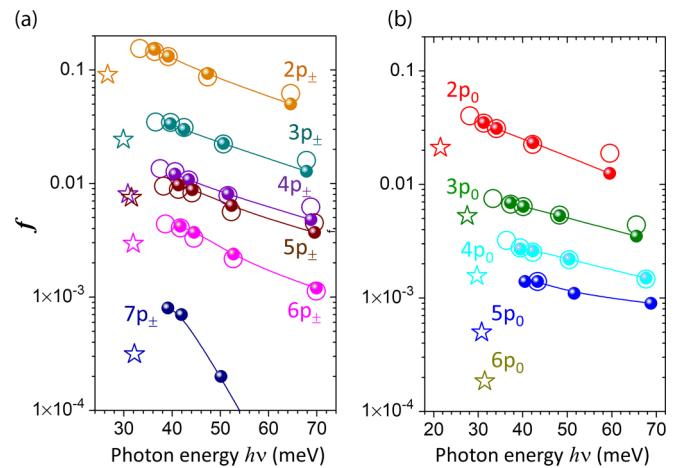 (a)
(b)
0.1
0.01
1×10⁻³
1×10⁻⁴
f
2p±
3p±
4p±
5p±
6p±
7p±
30 40 50 60 70
Photon energy hν (meV)
0.1
0.01
1×10⁻³
1×10⁻⁴
f
2p₀
3p₀
4p₀
5p₀
6p₀
20 30 40 50 60 70
Photon energy hν (meV)